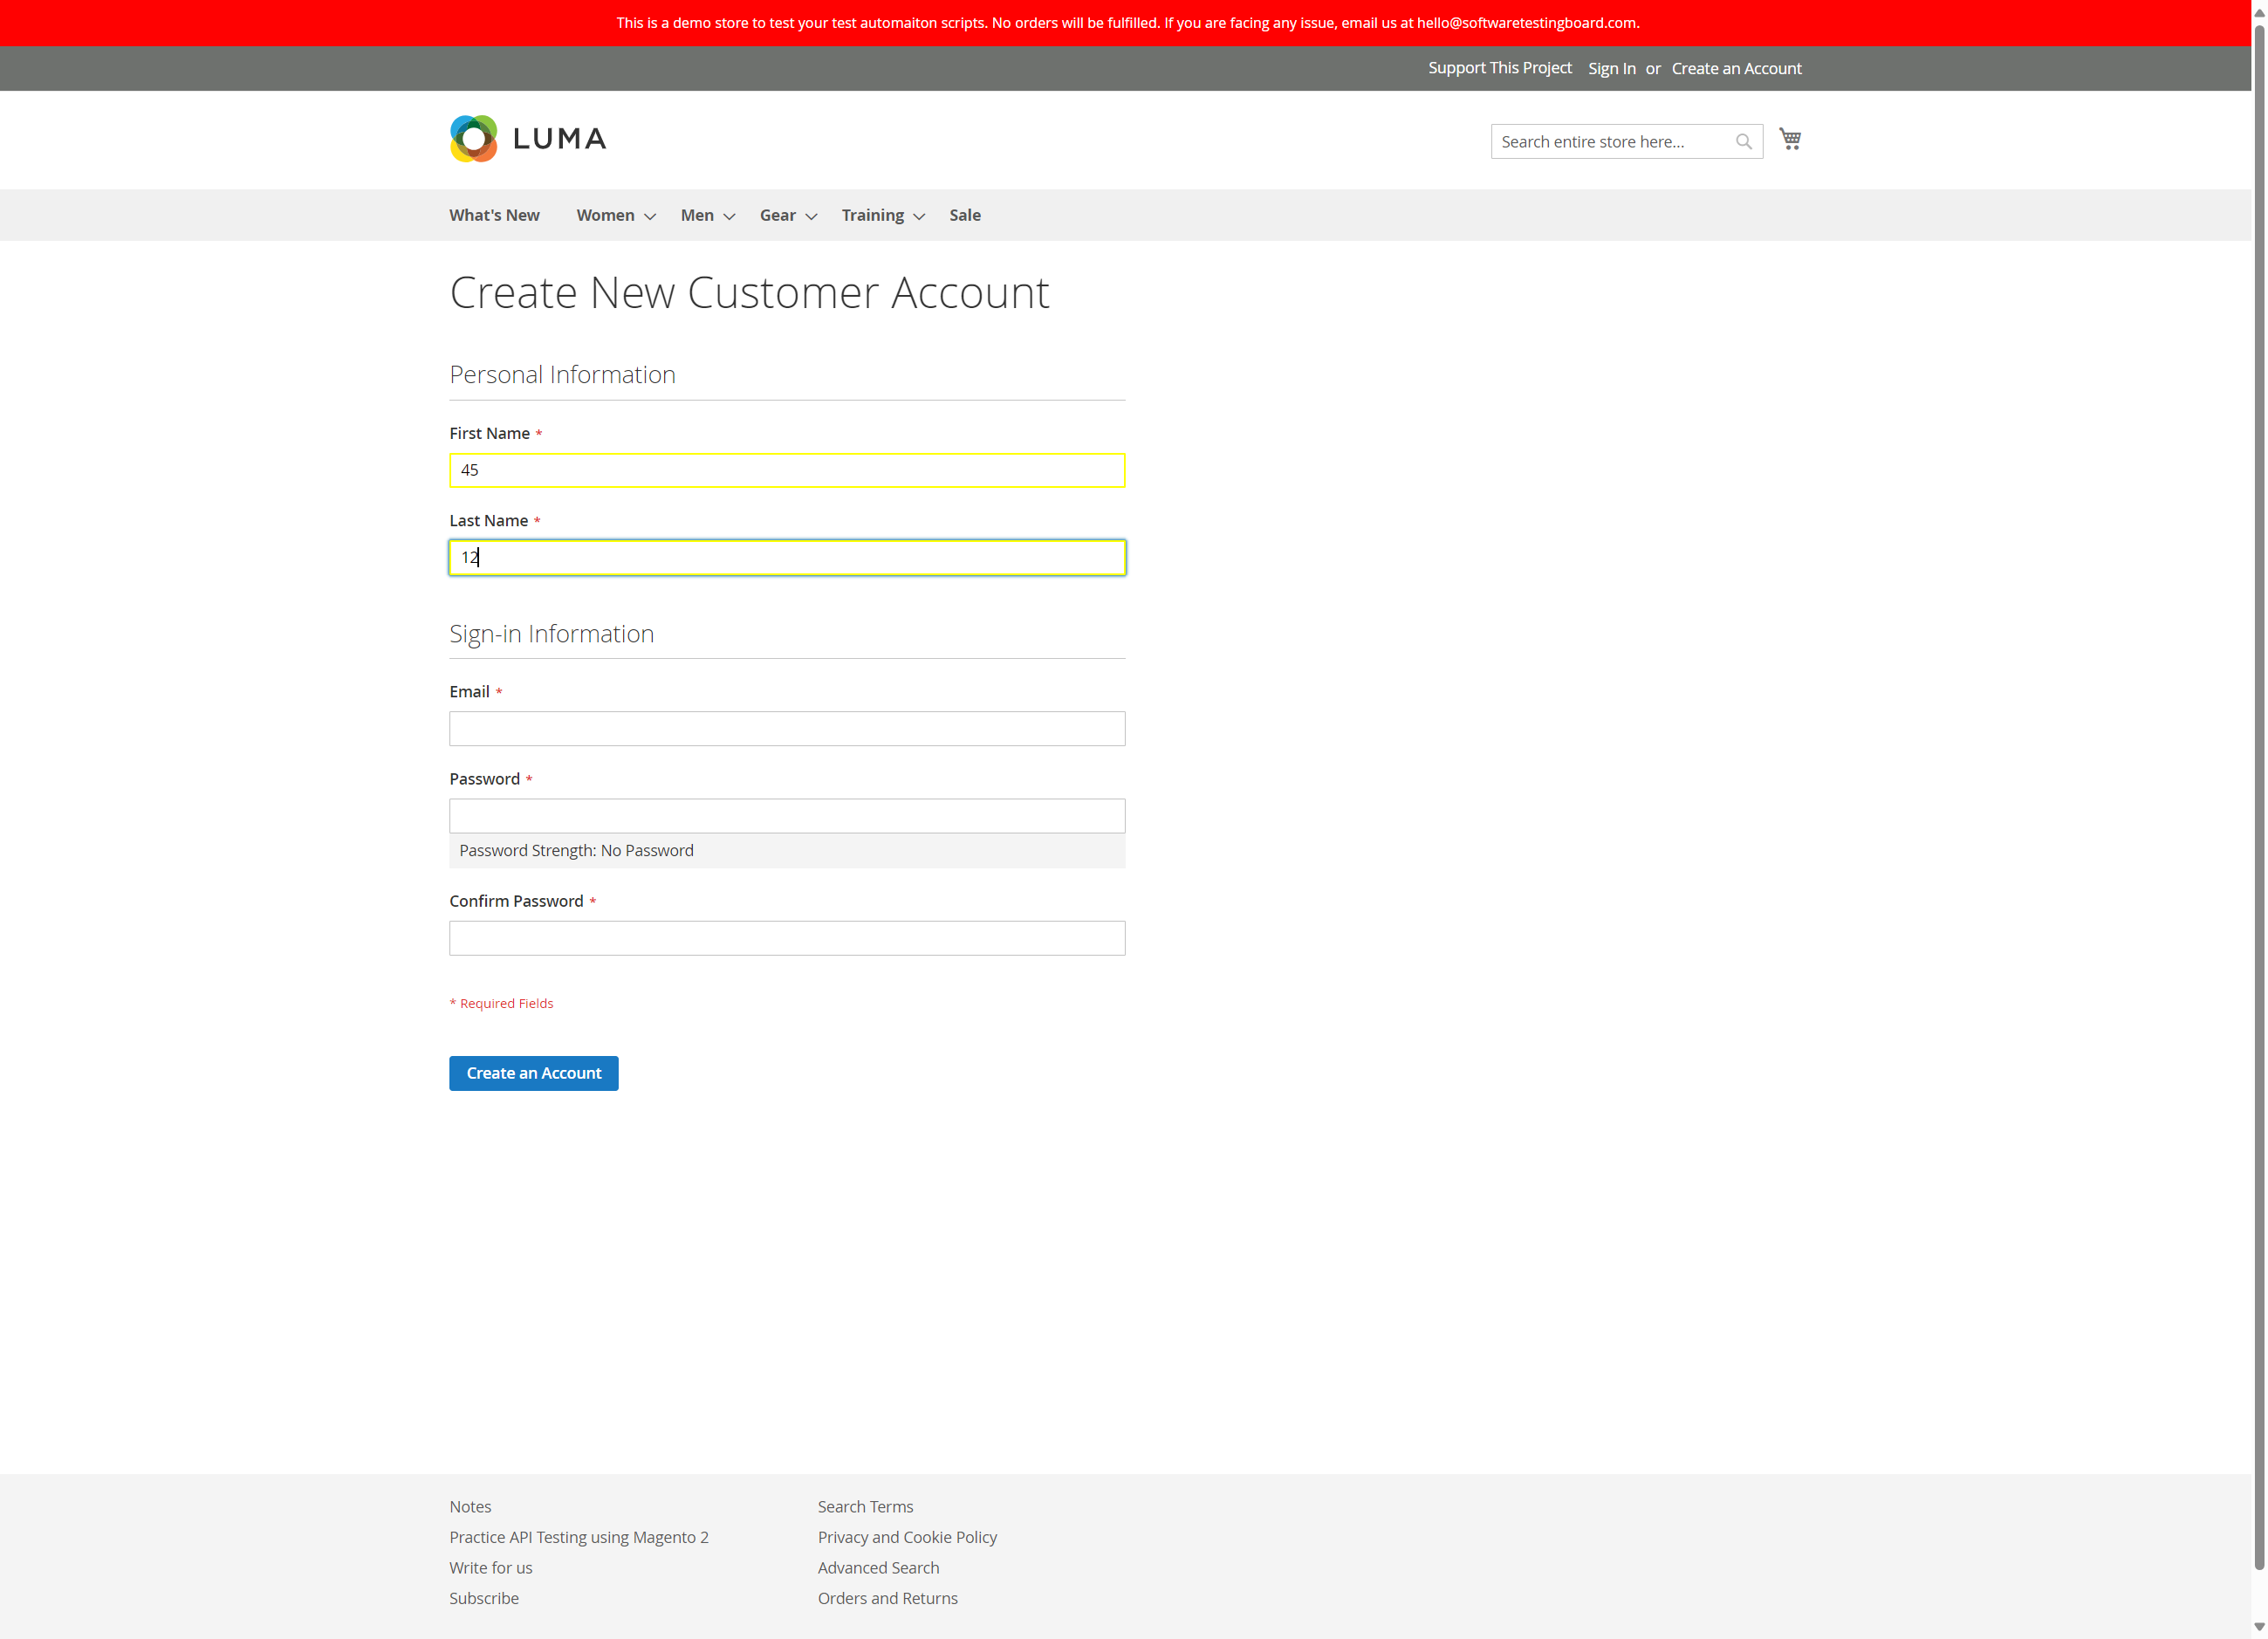 This is a demo store to test your test automaiton scripts. No orders will be fulfilled. If you are facing any issue, email us at hello@softwaretestingboard.com.
Support This Project Sign In or Create an Account
LUMA
Search entire store here...
What's New Women Men Gear Training Sale
Create New Customer Account
Personal Information
First Name *
45
Last Name *
12
Sign-in Information
Email *
Password *
Password Strength: No Password
Confirm Password *
* Required Fields
Create an Account
Notes
Practice API Testing using Magento 2
Write for us
Subscribe
Search Terms
Privacy and Cookie Policy
Advanced Search
Orders and Returns